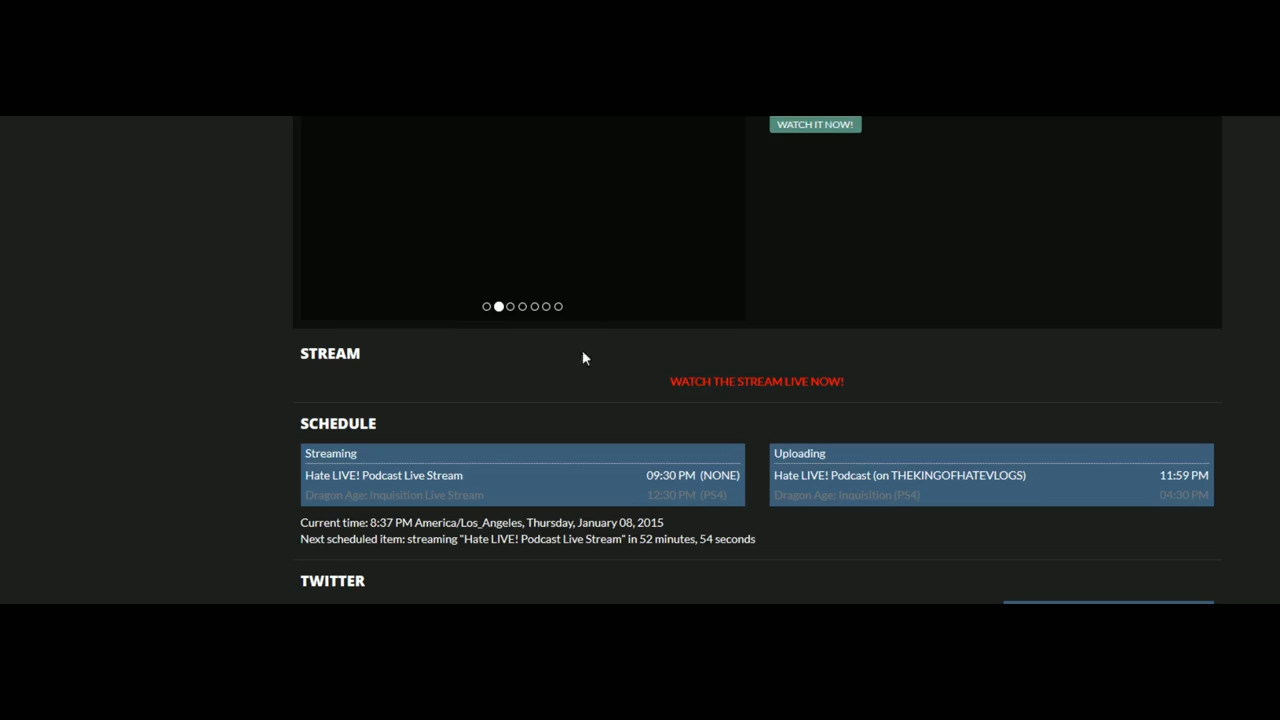 WATCH IT NOW!
STREAM
WATCH THE STREAM LIVE NOW!
SCHEDULE
Streaming
Hate LIVE! Podcast Live Stream 09:30 PM (NONE)
Dragon Age: Inquisition Live Stream 12:30 PM (PS4)
Uploading
Hate LIVE! Podcast (on THEKINGOFHATEVLOGS) 11:59 PM
Dragon Age: Inquisition (PS4) 04:30 PM
Current time: 8:37 PM America/Los_Angeles, Thursday, January 08, 2015
Next scheduled item: streaming "Hate LIVE! Podcast Live Stream" in 52 minutes, 54 seconds
TWITTER